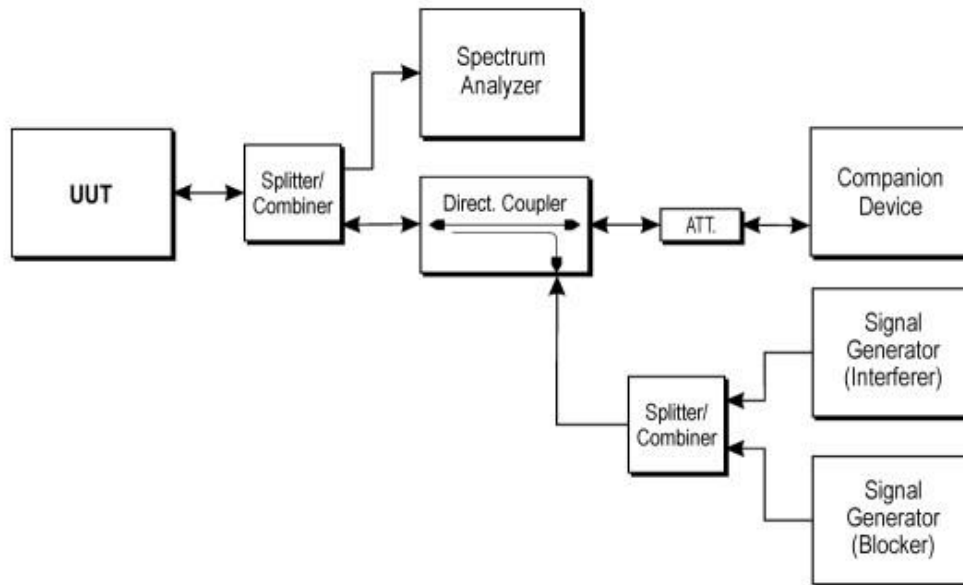 Spectrum
Analyzer
UUT
Splitter/
Combiner
Direct. Coupler
ATT.
Companion
Device
Signal
Generator
(Interferer)
Splitter/
Combiner
Signal
Generator
(Blocker)